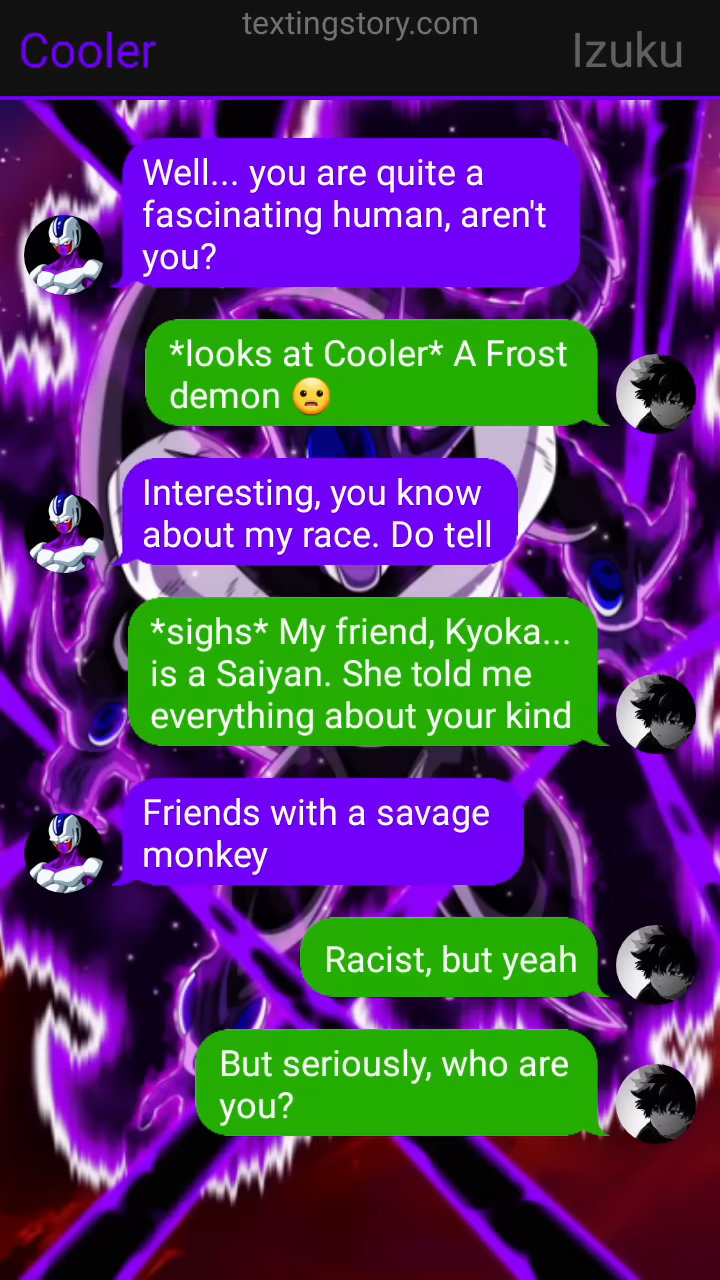 textingstory.com
Cooler
Izuku
Well... you are quite a
fascinating human, aren't
you?
*looks at Cooler* A Frost
demon 😦
Interesting, you know
about my race. Do tell
*sighs* My friend, Kyoka...
is a Saiyan. She told me
everything about your kind
Friends with a savage
monkey
Racist, but yeah
But seriously, who are
you?